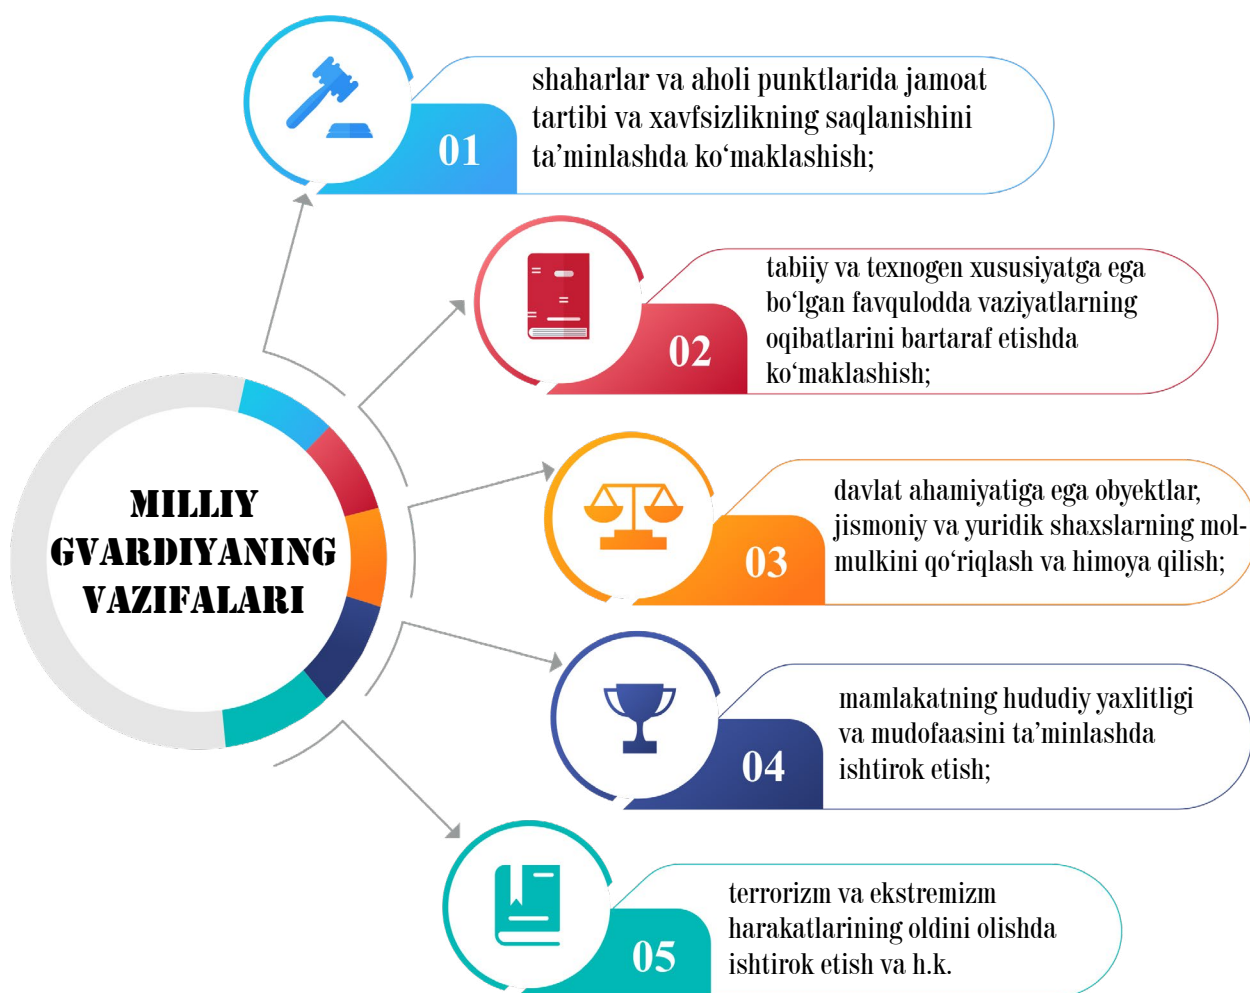 MILLIY
GVARDIYANING
VAZIFALARI
01
shaharlar va aholi punktlarida jamoat
tartibi va xavfsizlikning saqlanishini
ta’minlashda ko‘maklashish;
02
tabiiy va texnogen xususiyatga ega
bo‘lgan favqulodda vaziyatlarning
oqibatlarini bartaraf etishda
ko‘maklashish;
03
davlat ahamiyatiga ega obyektlar,
jismoniy va yuridik shaxslarning mol-
mulkini qo‘riqlash va himoya qilish;
04
mamlakatning hududiy yaxlitligi
va mudofaasini ta’minlashda
ishtirok etish;
05
terrorizm va ekstremizm
harakatlarining oldini olishda
ishtirok etish va h.k.